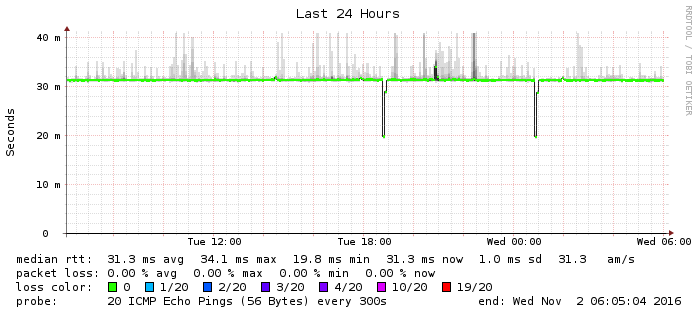 Last 24 Hours
RRDTOOL / TOBI OETIKER
Seconds
40 m
30 m
20 m
10 m
0
Tue 12:00 Tue 18:00 Wed 00:00 Wed 06:00
median rtt: 31.3 ms avg 34.1 ms max 19.8 ms min 31.3 ms now 1.0 ms sd 31.3 am/s
packet loss: 0.00 % avg 0.00 % max 0.00 % min 0.00 % now
loss color: 0 1/20 2/20 3/20 4/20 10/20 19/20
probe: 20 ICMP Echo Pings (56 Bytes) every 300s end: Wed Nov 2 06:05:04 2016